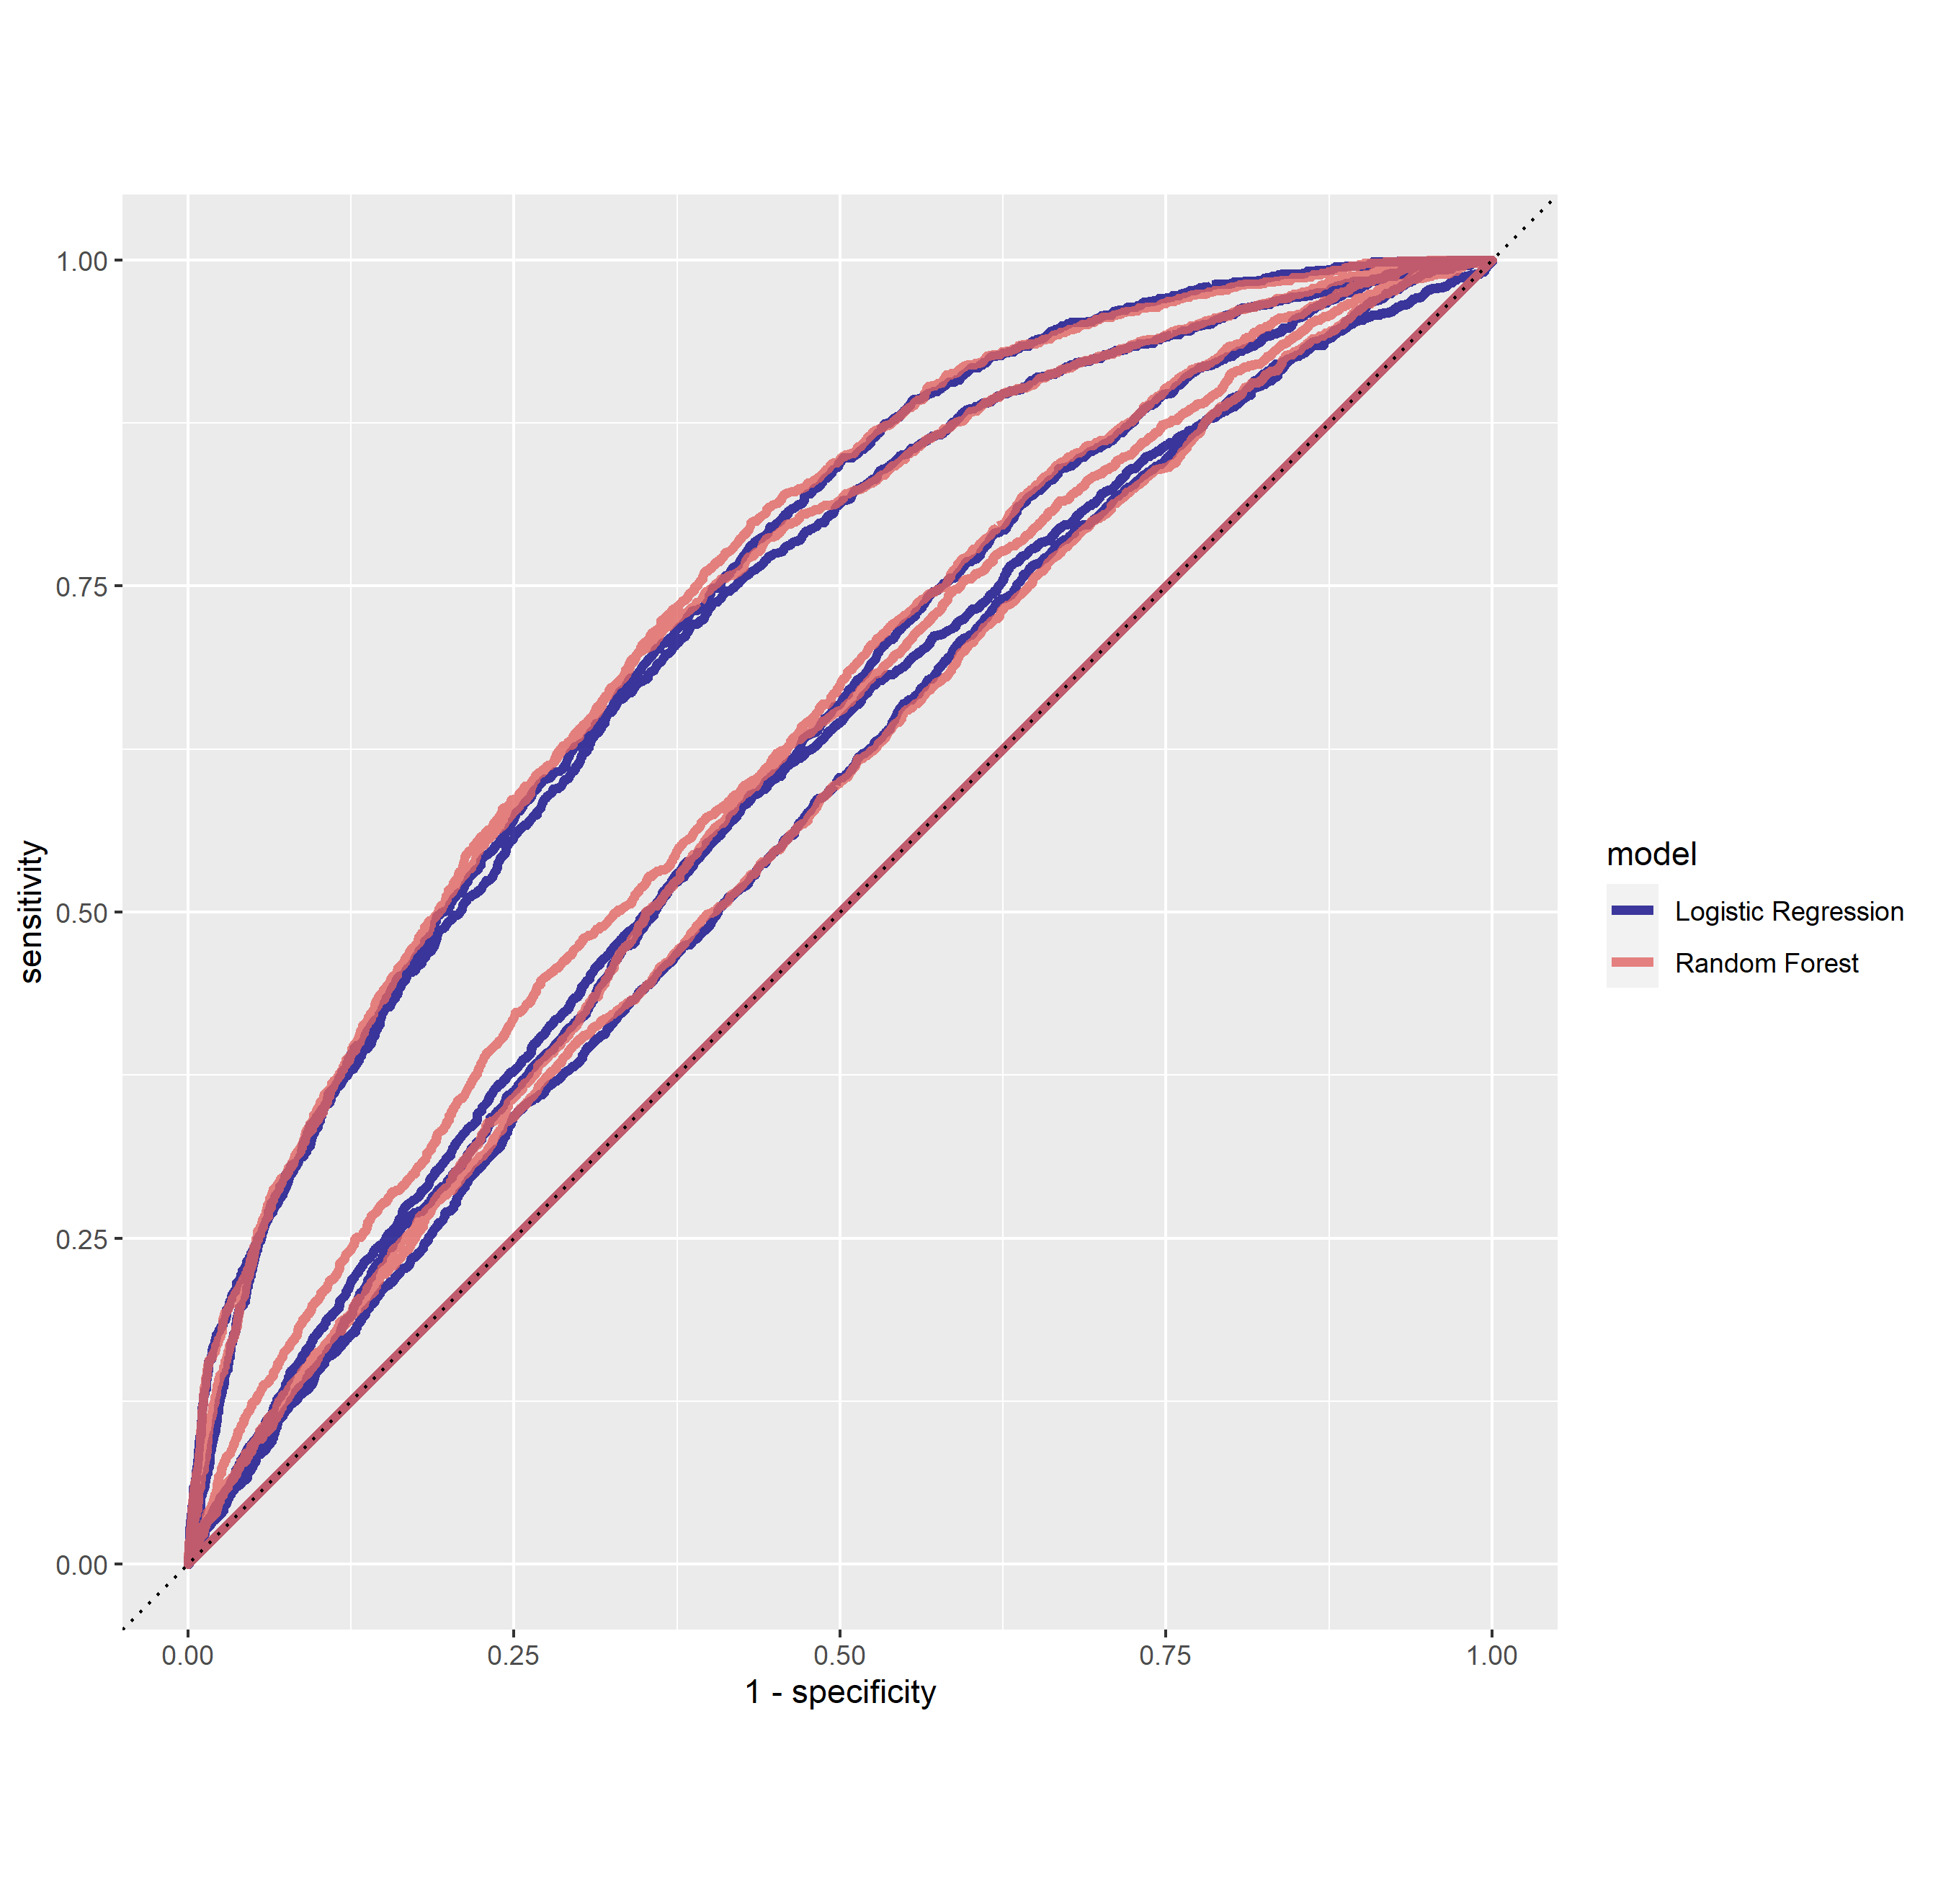 1.00
0.75
0.50
0.25
0.00
sensitivity
0.00 0.25 0.50 0.75 1.00
1 - specificity
model
Logistic Regression
Random Forest